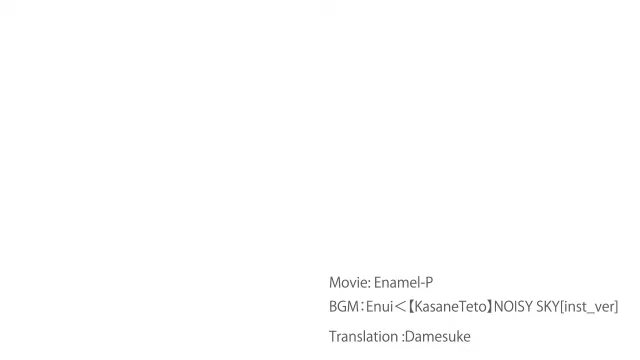 Movie: Enamel-P
BGM：Enui＜【KasaneTeto】NOISY SKY[inst_ver]
Translation :Damesuke